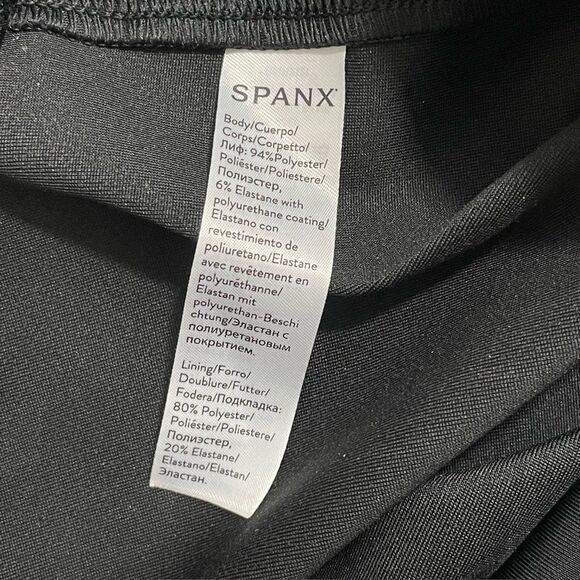 SPANX
Body/Cuerpo/
Corps/Corpetto/
Лиф: 94%Polyester/
Poliéster/Poliestere/
Полиэстер,
6% Elastane with
polyurethane coating/
Elastano con
revestimiento de
poliuretano/Elastane
avec revêtement en
polyuréthanne/
Elastan mit
polyurethan-Beschi
chtung/Эластан с
полиуретановым
покрытием.
Lining/Forro/
Doublure/Futter/
Fodera/Подкладка:
80% Polyester/
Poliéster/Poliestere/
Полиэстер,
20% Elastane/
Elastano/Elastan/
Эластан.